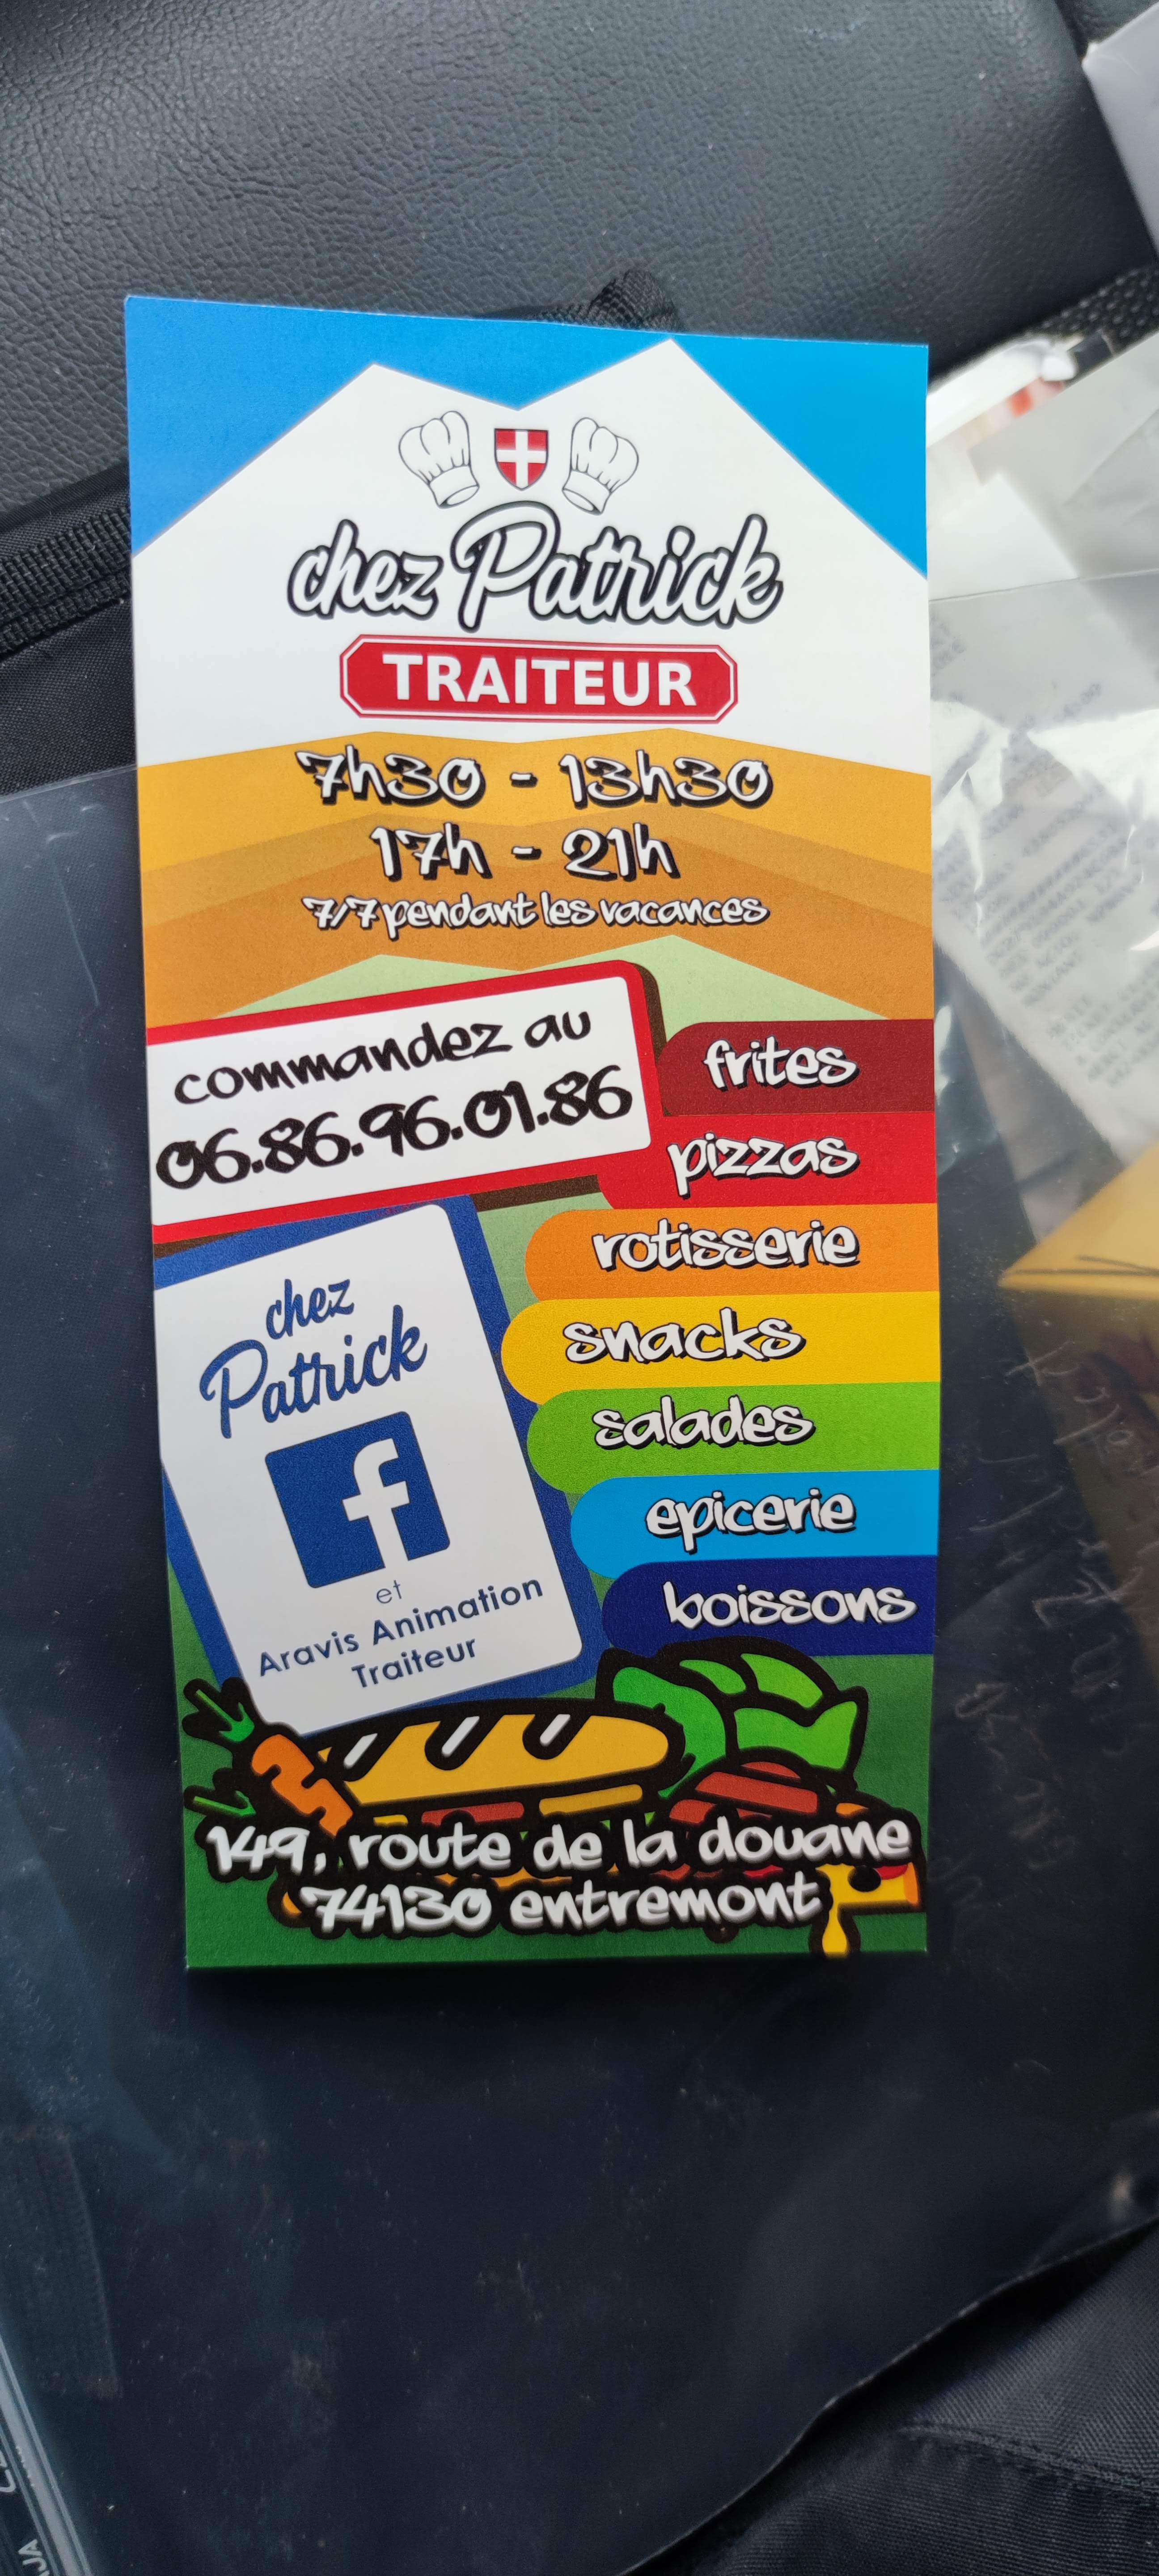 chez Patrick
TRAITEUR
7h30 - 13h30
17h - 21h
7/7 pendant les vacances
commandez au
06.86.96.01.86
frites
pizzas
rotisserie
snacks
salades
epicerie
boissons
chez
Patrick
f
et
Aravis Animation
Traiteur
149, route de la douane
74130 entremont